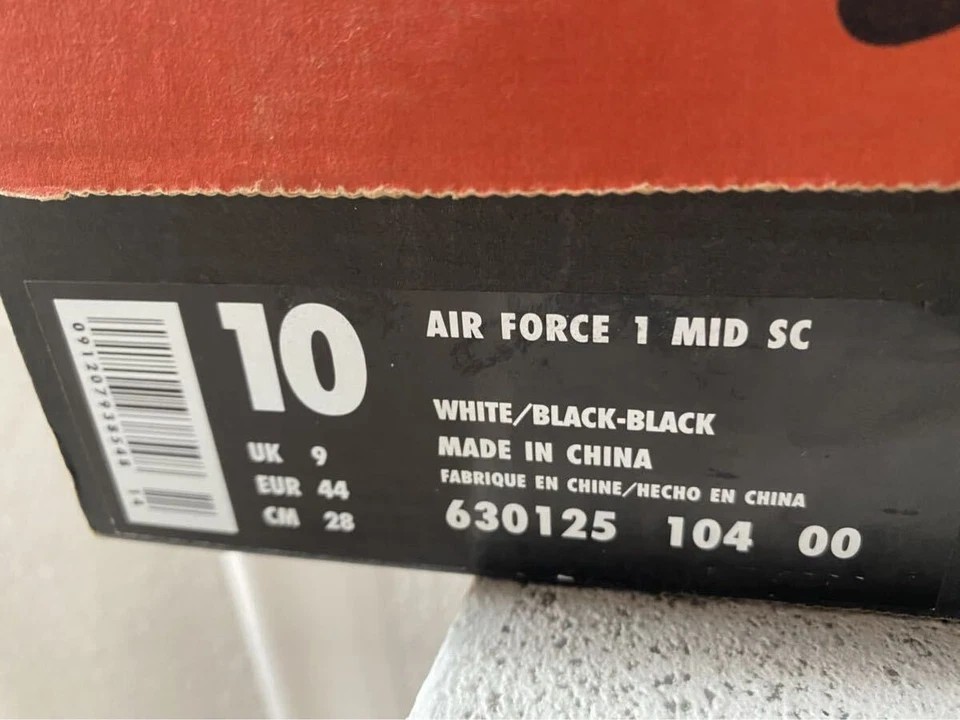 10
AIR FORCE 1 MID SC
WHITE/BLACK-BLACK
MADE IN CHINA
FABRIQUE EN CHINE/HECHO EN CHINA
630125 104 00
UK 9
EUR 44
CM 28
14